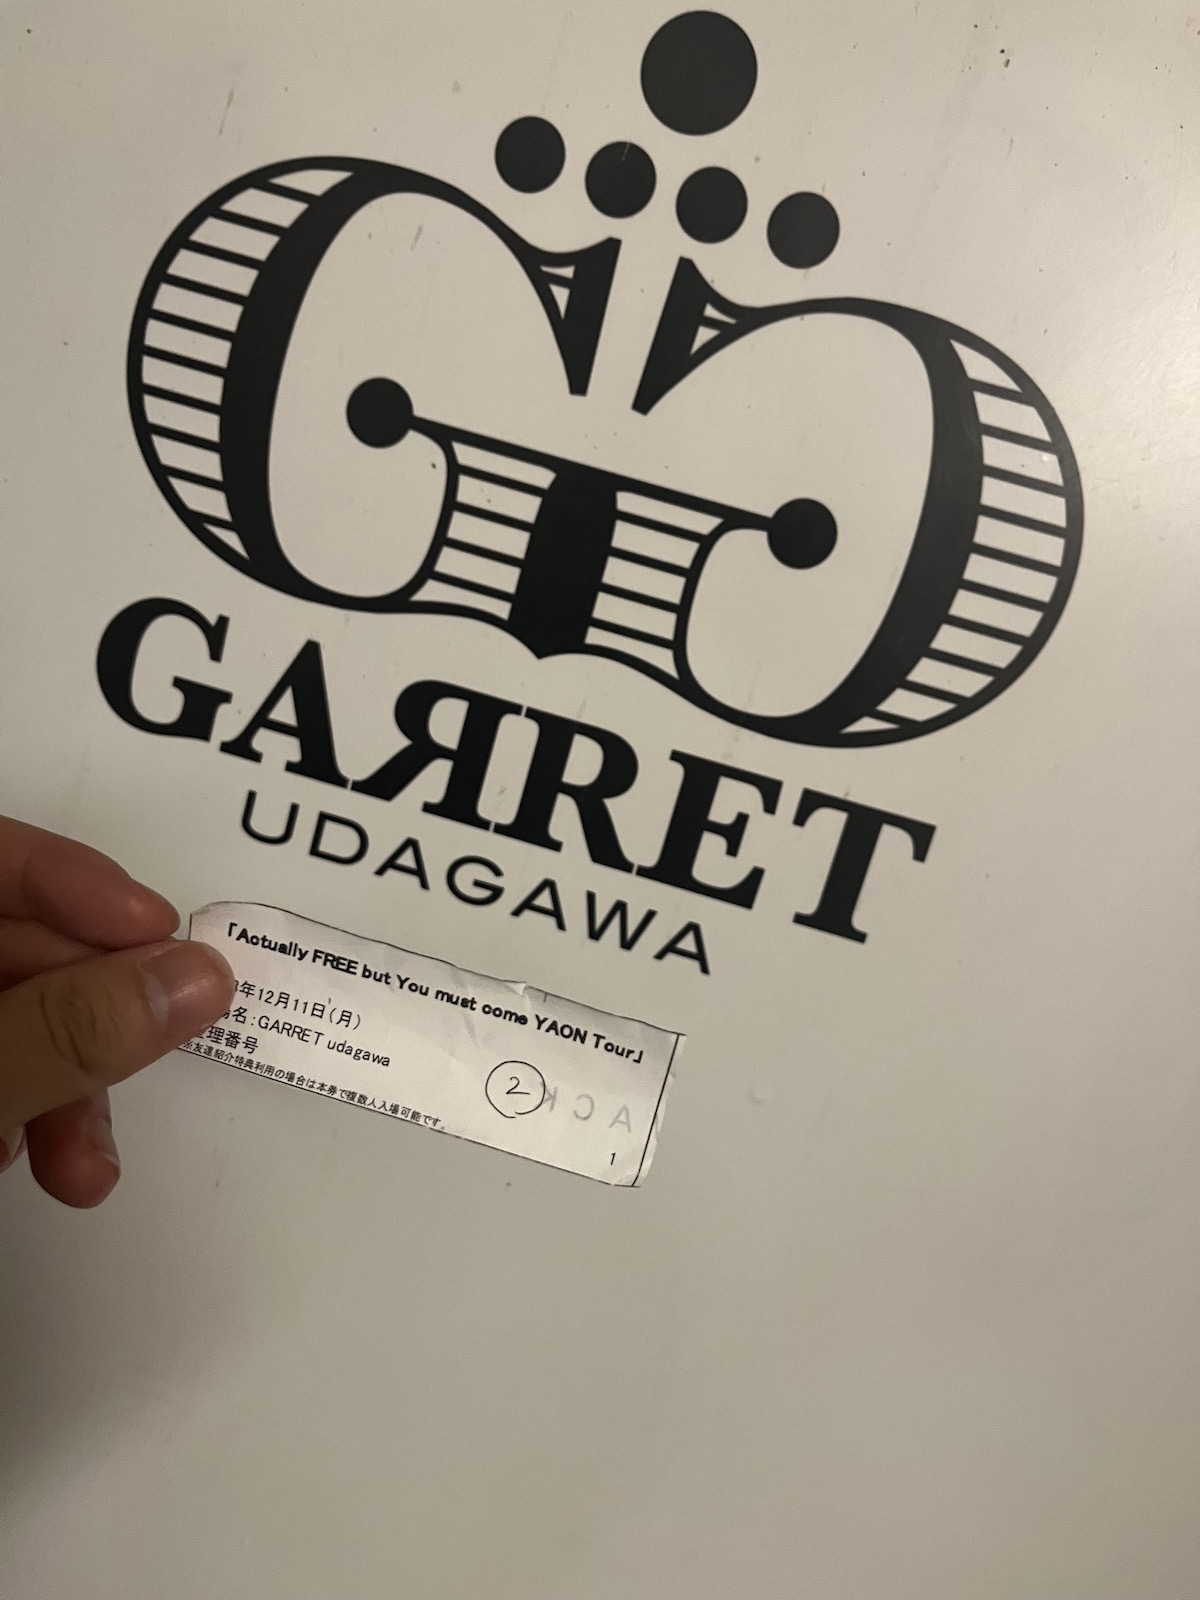 GARRET
UDAGAWA
「Actually FREE but You must come YAON Tour」
3年12月11日(月)
名:GARRET udagawa
理番号
②
※友達紹介特典利用の場合は本券で複数人入場可能です。
ACK
1